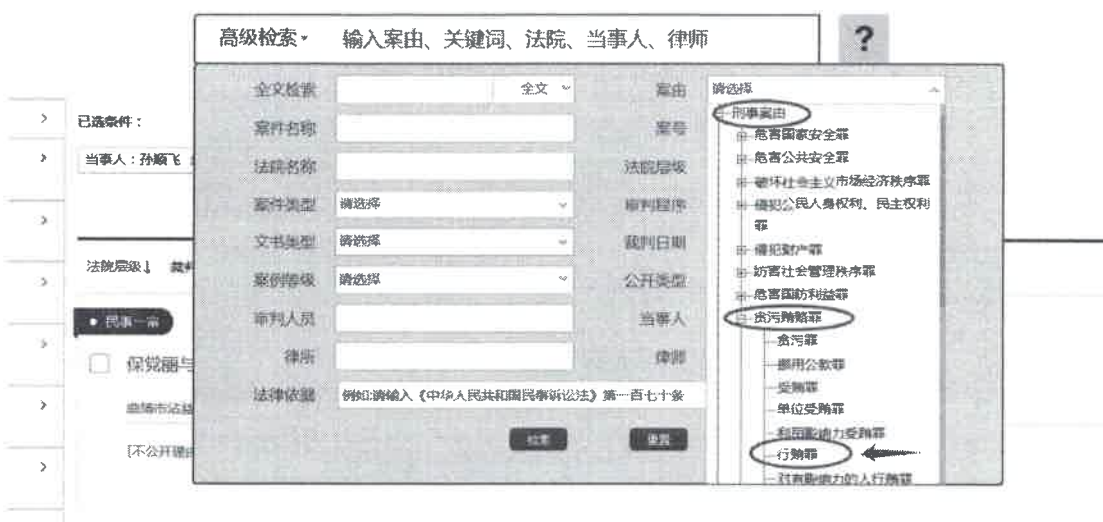 高级检索
输入案由、关键词、法院、当事人、律师
?
全文检索
全文
案由
请选择
案件名称
案号
法院名称
法院层级
案件类型
请选择
审判程序
文书类型
请选择
裁判日期
案例等级
请选择
公开类型
审判人员
当事人
律所
律师
法律依据
例如:请输入《中华人民共和国民事诉讼法》第一百七十条
检索
重置
刑事案由
危害国家安全罪
危害公共安全罪
破坏社会主义市场经济秩序罪
侵犯公民人身权利、民主权利
罪
侵犯财产罪
妨害社会管理秩序罪
危害国防利益罪
贪污贿赂罪
贪污罪
挪用公款罪
受贿罪
单位受贿罪
利用影响力受贿罪
行贿罪
对有影响力的人行贿罪
已选条件：
当事人：孙顺飞
法院层级↓ 裁判
民事一审
保党丽与
曲靖市沾益
[不公开理由